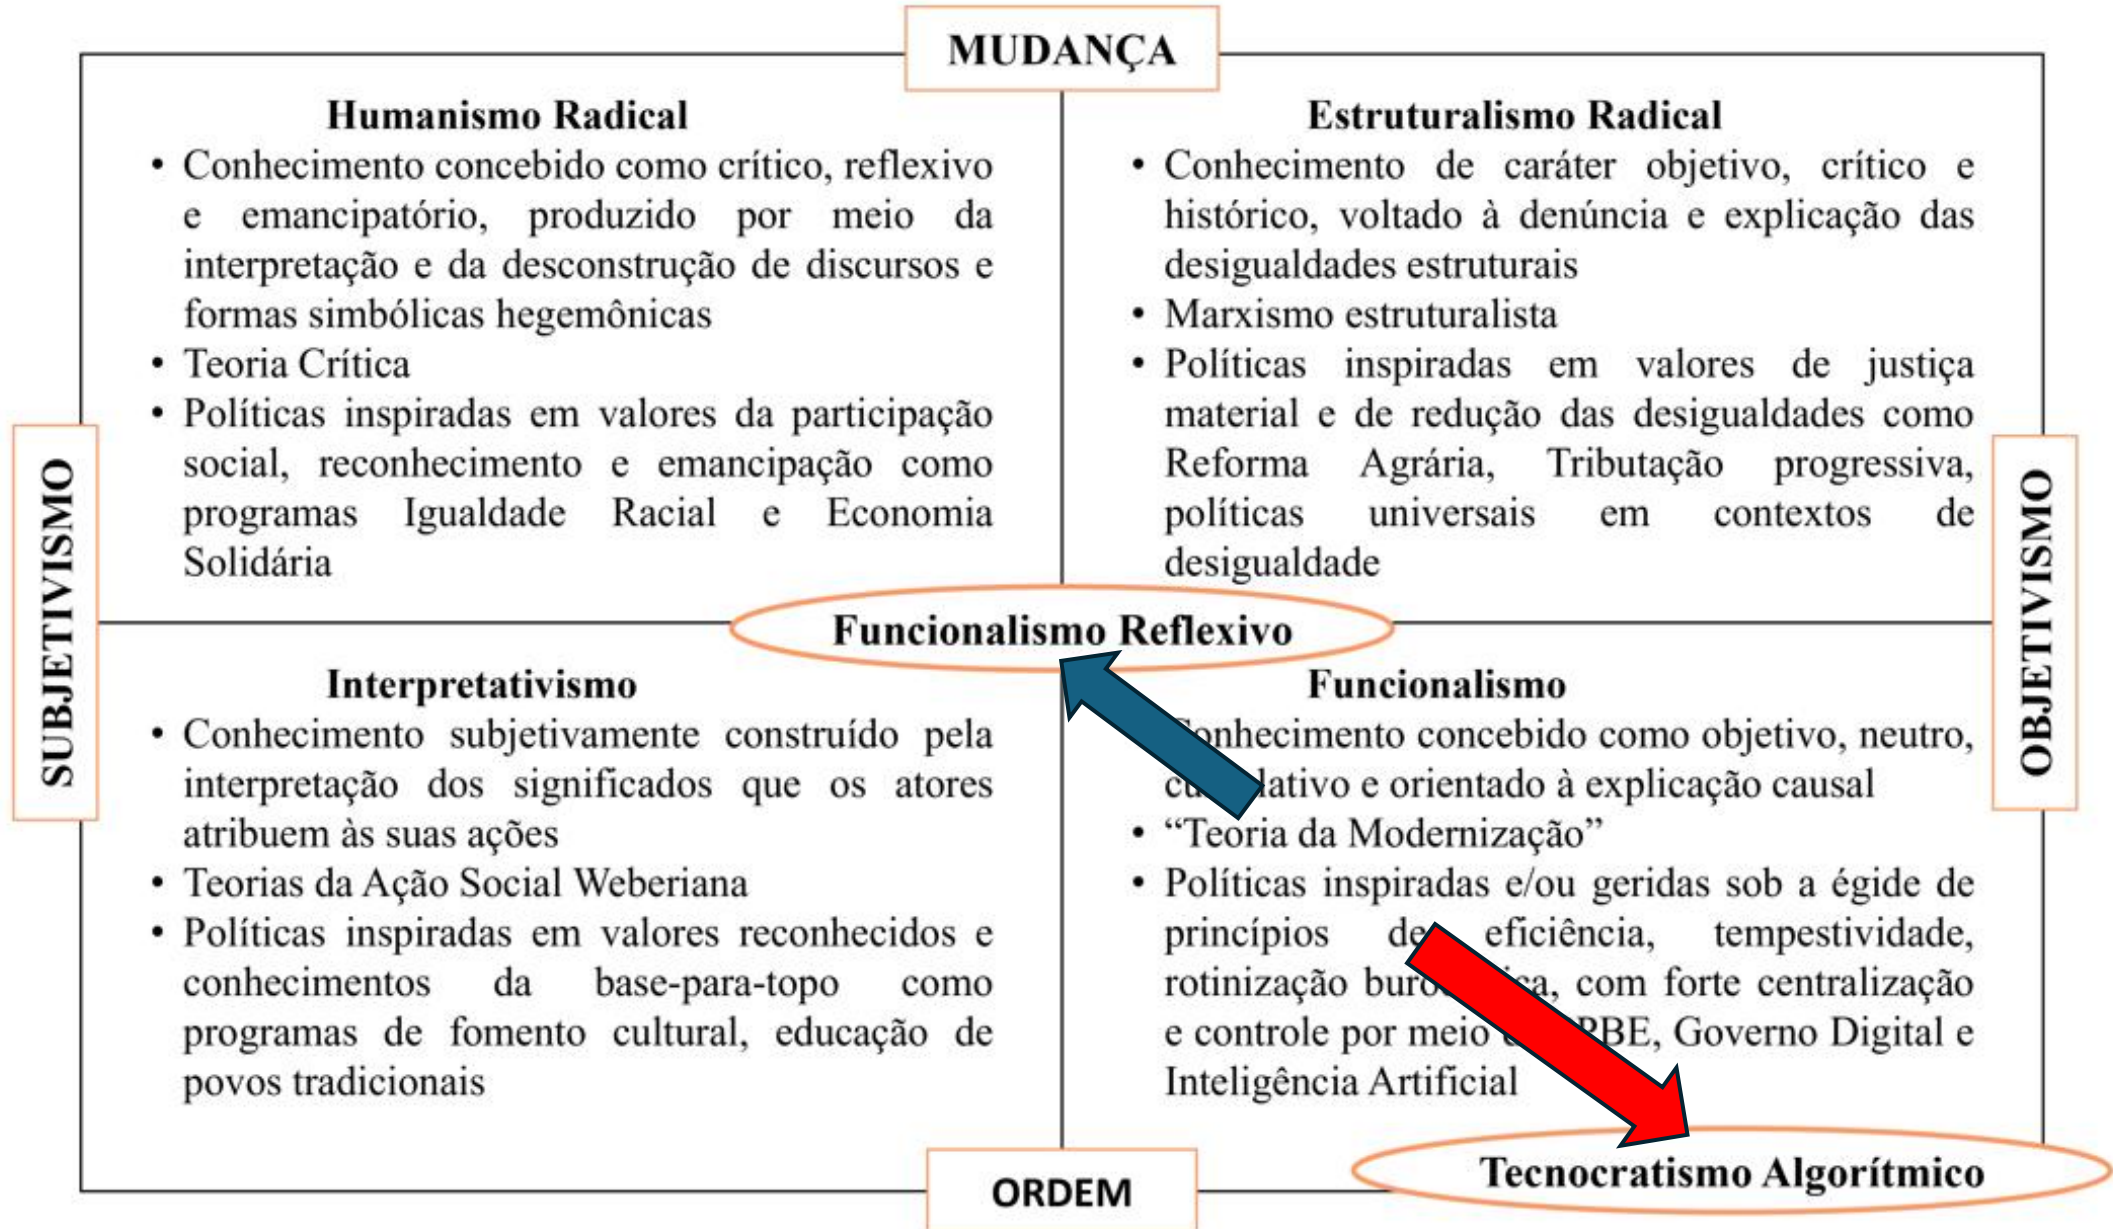 MUDANÇA
Humanismo Radical
• Conhecimento concebido como crítico, reflexivo
e emancipatório, produzido por meio da
interpretação e da desconstrução de discursos e
formas simbólicas hegemônicas
• Teoria Crítica
• Políticas inspiradas em valores da participação
social, reconhecimento e emancipação como
programas Igualdade Racial e Economia
Solidária
Estruturalismo Radical
• Conhecimento de caráter objetivo, crítico e
histórico, voltado à denúncia e explicação das
desigualdades estruturais
• Marxismo estruturalista
• Políticas inspiradas em valores de justiça
material e de redução das desigualdades como
Reforma Agrária, Tributação progressiva,
políticas universais em contextos de
desigualdade
SUBJETIVISMO
OBJETIVISMO
Funcionalismo Reflexivo
Interpretativismo
• Conhecimento subjetivamente construído pela
interpretação dos significados que os atores
atribuem às suas ações
• Teorias da Ação Social Weberiana
• Políticas inspiradas em valores reconhecidos e
conhecimentos da base-para-topo como
programas de fomento cultural, educação de
povos tradicionais
Funcionalismo
Conhecimento concebido como objetivo, neutro,
e orientado à explicação causal
• “Teoria da Modernização”
• Políticas inspiradas e/ou geridas sob a égide de
princípios de eficiência, tempestividade,
rotinização com forte centralização
e controle por meio PBE, Governo Digital e
Inteligência Artificial
Tecnocratismo Algorítmico
ORDEM